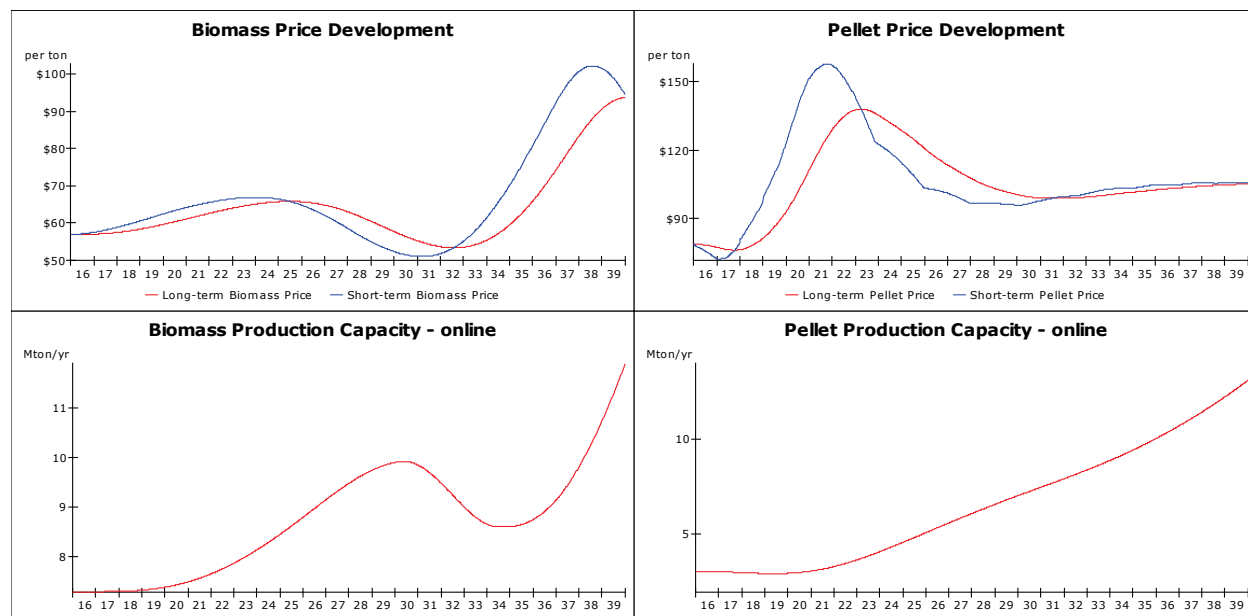 Biomass Price Development
per ton
$100
$90
$80
$70
$60
$50
16 17 18 19 20 21 22 23 24 25 26 27 28 29 30 31 32 33 34 35 36 37 38 39
Long-term Biomass Price Short-term Biomass Price
Pellet Price Development
per ton
$150
$120
$90
16 17 18 19 20 21 22 23 24 25 26 27 28 29 30 31 32 33 34 35 36 37 38 39
Long-term Pellet Price Short-term Pellet Price
Biomass Production Capacity - online
Mton/yr
11
10
9
8
16 17 18 19 20 21 22 23 24 25 26 27 28 29 30 31 32 33 34 35 36 37 38 39
Pellet Production Capacity - online
Mton/yr
10
5
16 17 18 19 20 21 22 23 24 25 26 27 28 29 30 31 32 33 34 35 36 37 38 39